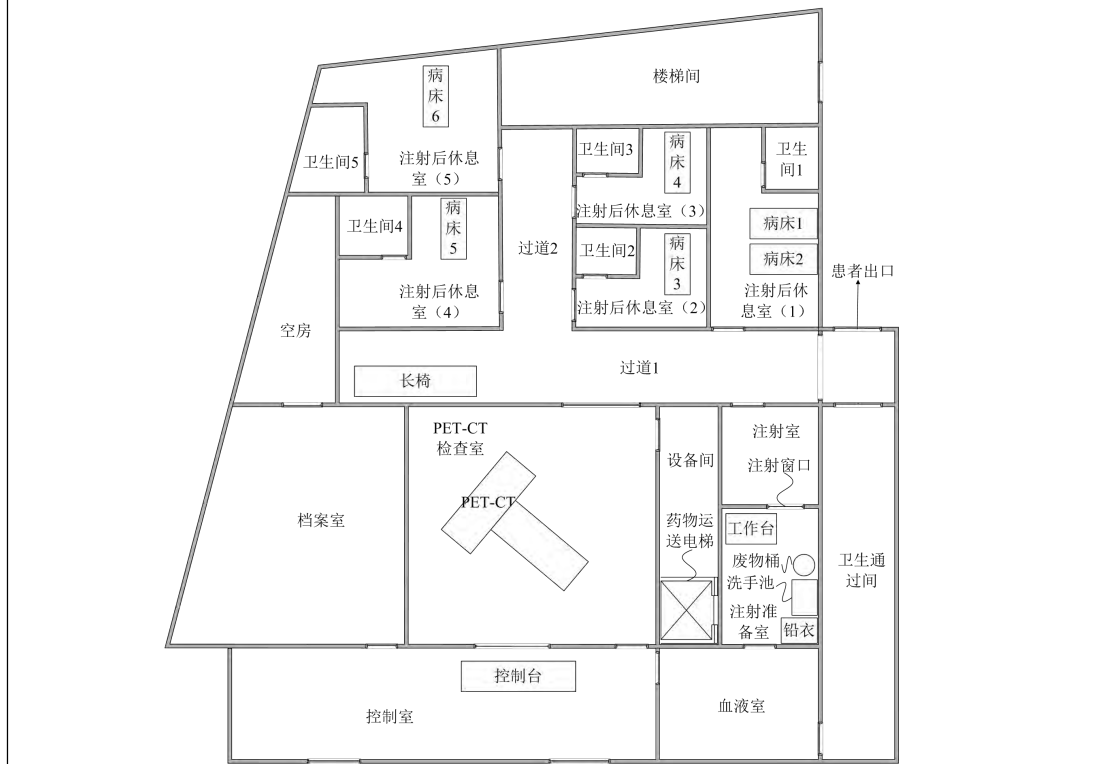 病
床
6
楼梯间
卫生间5
注射后休息
室（5）
卫生间3
病
床
4
卫生
间1
注射后休息室（3）
卫生间4
病
床
5
过道2
卫生间2
病
床
3
病床1
病床2
患者出口
注射后休息
室（4）
注射后休息室（2）
注射后休
息室（1）
空房
过道1
长椅
PET-CT
检查室
PET-CT
设备间
注射室
注射窗口
档案室
药物运
送电梯
工作台
废物桶
洗手池
注射准
备室
铅衣
卫生通
过间
控制台
控制室
血液室